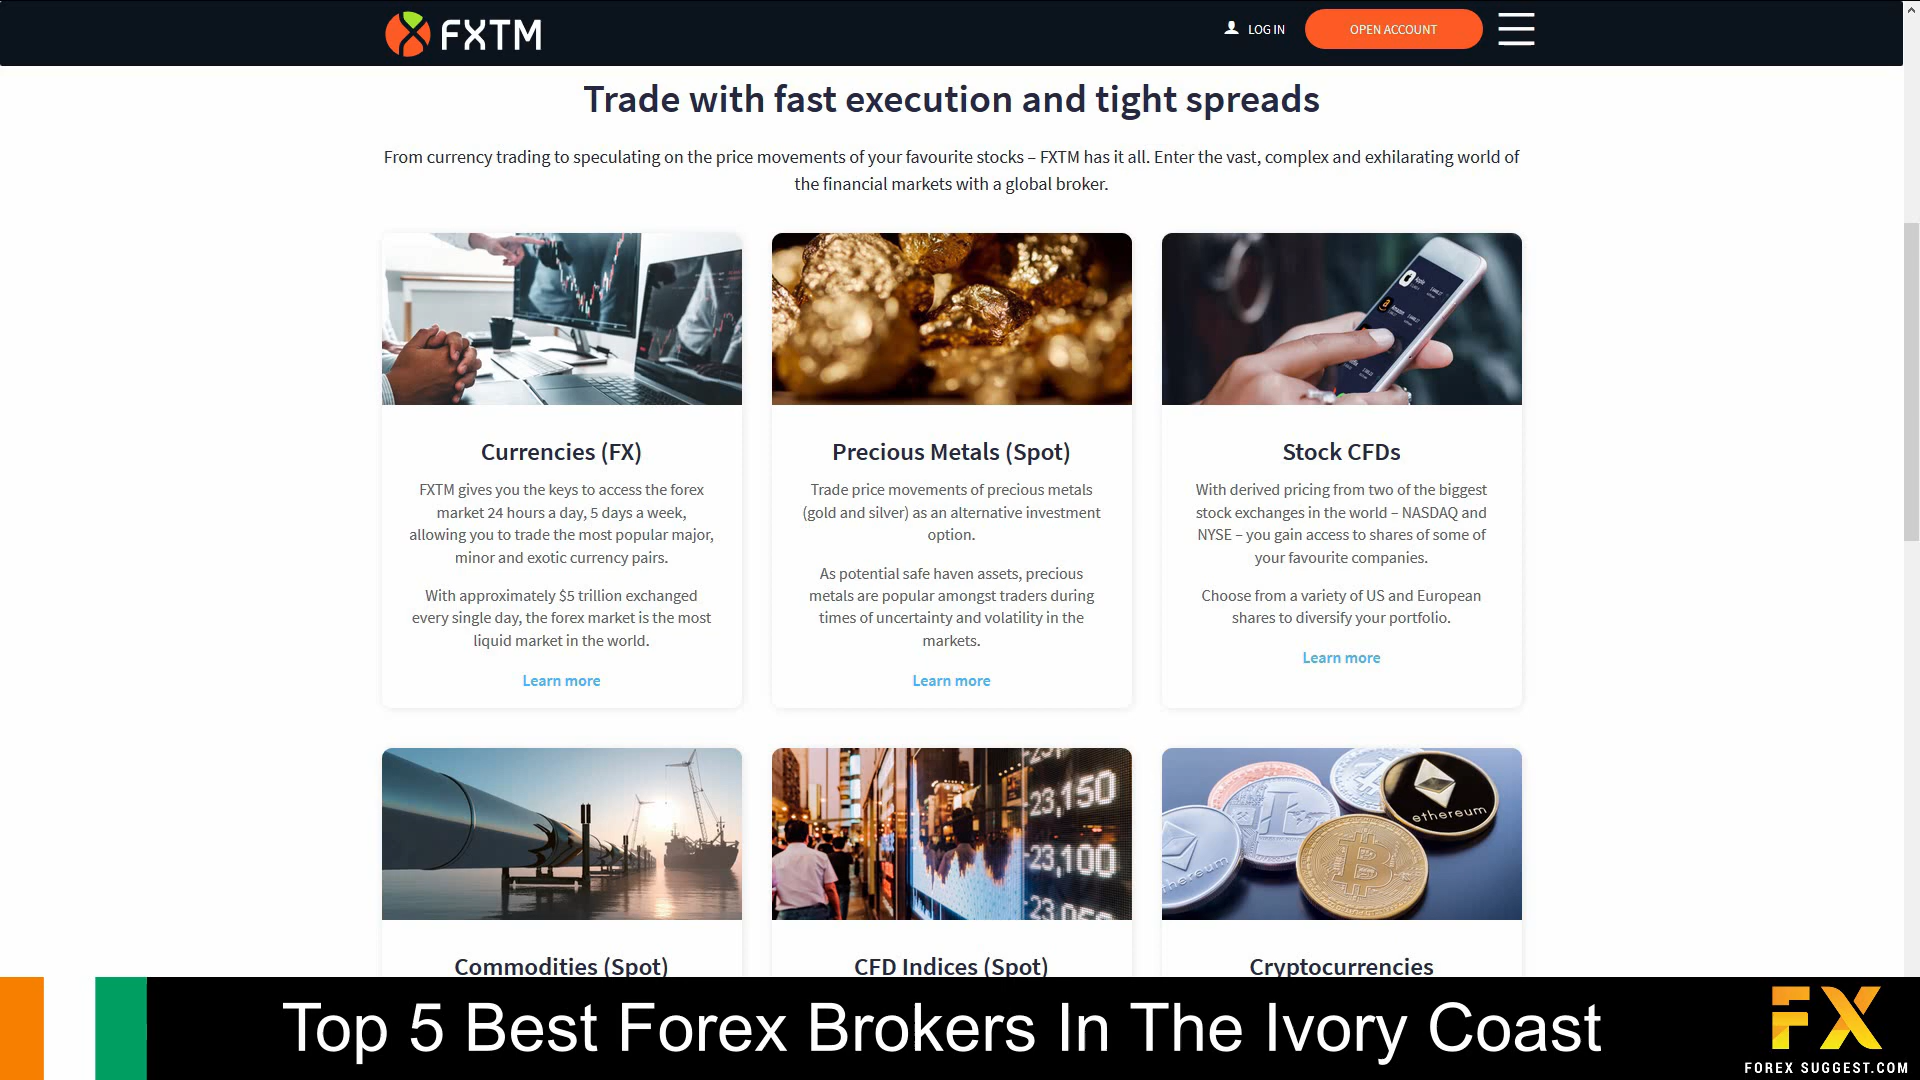 FXTM
LOG IN
OPEN ACCOUNT
Trade with fast execution and tight spreads
From currency trading to speculating on the price movements of your favourite stocks – FXTM has it all. Enter the vast, complex and exhilarating world of
the financial markets with a global broker.
Currencies (FX)
FXTM gives you the keys to access the forex
market 24 hours a day, 5 days a week,
allowing you to trade the most popular major,
minor and exotic currency pairs.
With approximately $5 trillion exchanged
every single day, the forex market is the most
liquid market in the world.
Learn more
Precious Metals (Spot)
Trade price movements of precious metals
(gold and silver) as an alternative investment
option.
As potential safe haven assets, precious
metals are popular amongst traders during
times of uncertainty and volatility in the
markets.
Learn more
Apple
Amazon
Stock CFDs
With derived pricing from two of the biggest
stock exchanges in the world – NASDAQ and
NYSE – you gain access to shares of some of
your favourite companies.
Choose from a variety of US and European
shares to diversify your portfolio.
Learn more
Commodities (Spot)
23,150
23,100
CFD Indices (Spot)
ethereum
Cryptocurrencies
Top 5 Best Forex Brokers In The Ivory Coast
FX
FOREX SUGGEST.COM